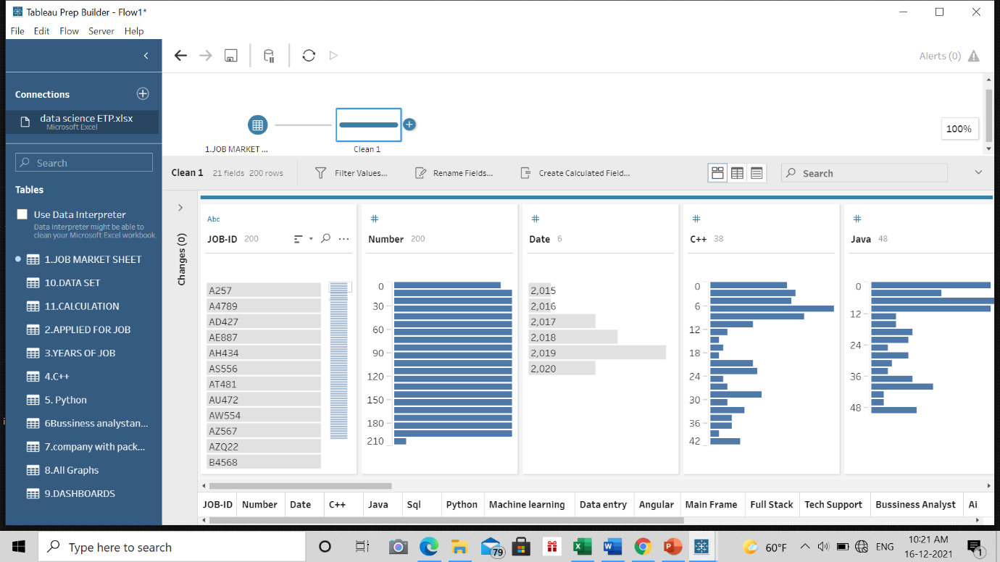 Tableau Prep Builder - Flow1*
File Edit Flow Server Help
Alerts (0)
Connections
data science ETP.xlsx
Microsoft Excel
100%
1.JOB MARKET ...
Clean 1
Search
Clean 1 21 fields 200 rows Filter Values... Rename Fields... Create Calculated Field... Search
Tables
Use Data Interpreter
Data Interpreter might be able to
clean your Microsoft Excel workbook.
1.JOB MARKET SHEET
10.DATA SET
11.CALCULATION
2.APPLIED FOR JOB
3.YEARS OF JOB
4.C++
5. Python
6Bussiness analystan...
7.company with pack...
8.All Graphs
9.DASHBOARDS
Changes (0)
Abc
JOB-ID 200
A257
A4789
AD427
AE887
AH434
AS556
AT481
AU472
AW554
AZ567
AZQ22
B4568
#
Number 200
0
30
60
90
120
150
180
210
#
Date 6
2,015
2,016
2,017
2,018
2,019
2,020
#
C++ 38
0
6
12
18
24
30
36
42
#
Java 48
0
12
24
36
48
JOB-ID Number Date C++ Java Sql Python Machine learning Data entry Angular Main Frame Full Stack Tech Support Bussiness Analyst Ai
Type here to search
79
60°F
ENG
10:21 AM
16-12-2021
1